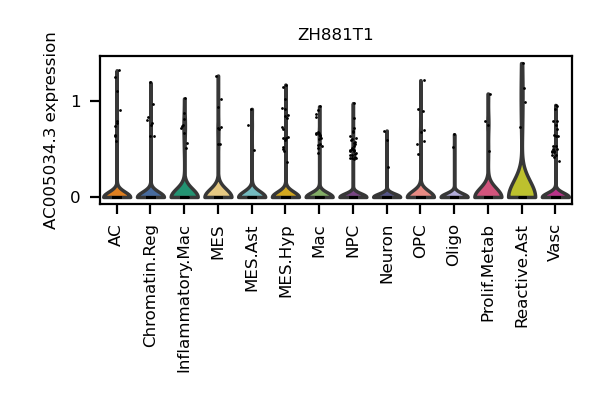 ZH881T1
AC005034.3 expression
1
0
AC
Chromatin.Reg
Inflammatory.Mac
MES
MES.Ast
MES.Hyp
Mac
NPC
Neuron
OPC
Oligo
Prolif.Metab
Reactive.Ast
Vasc